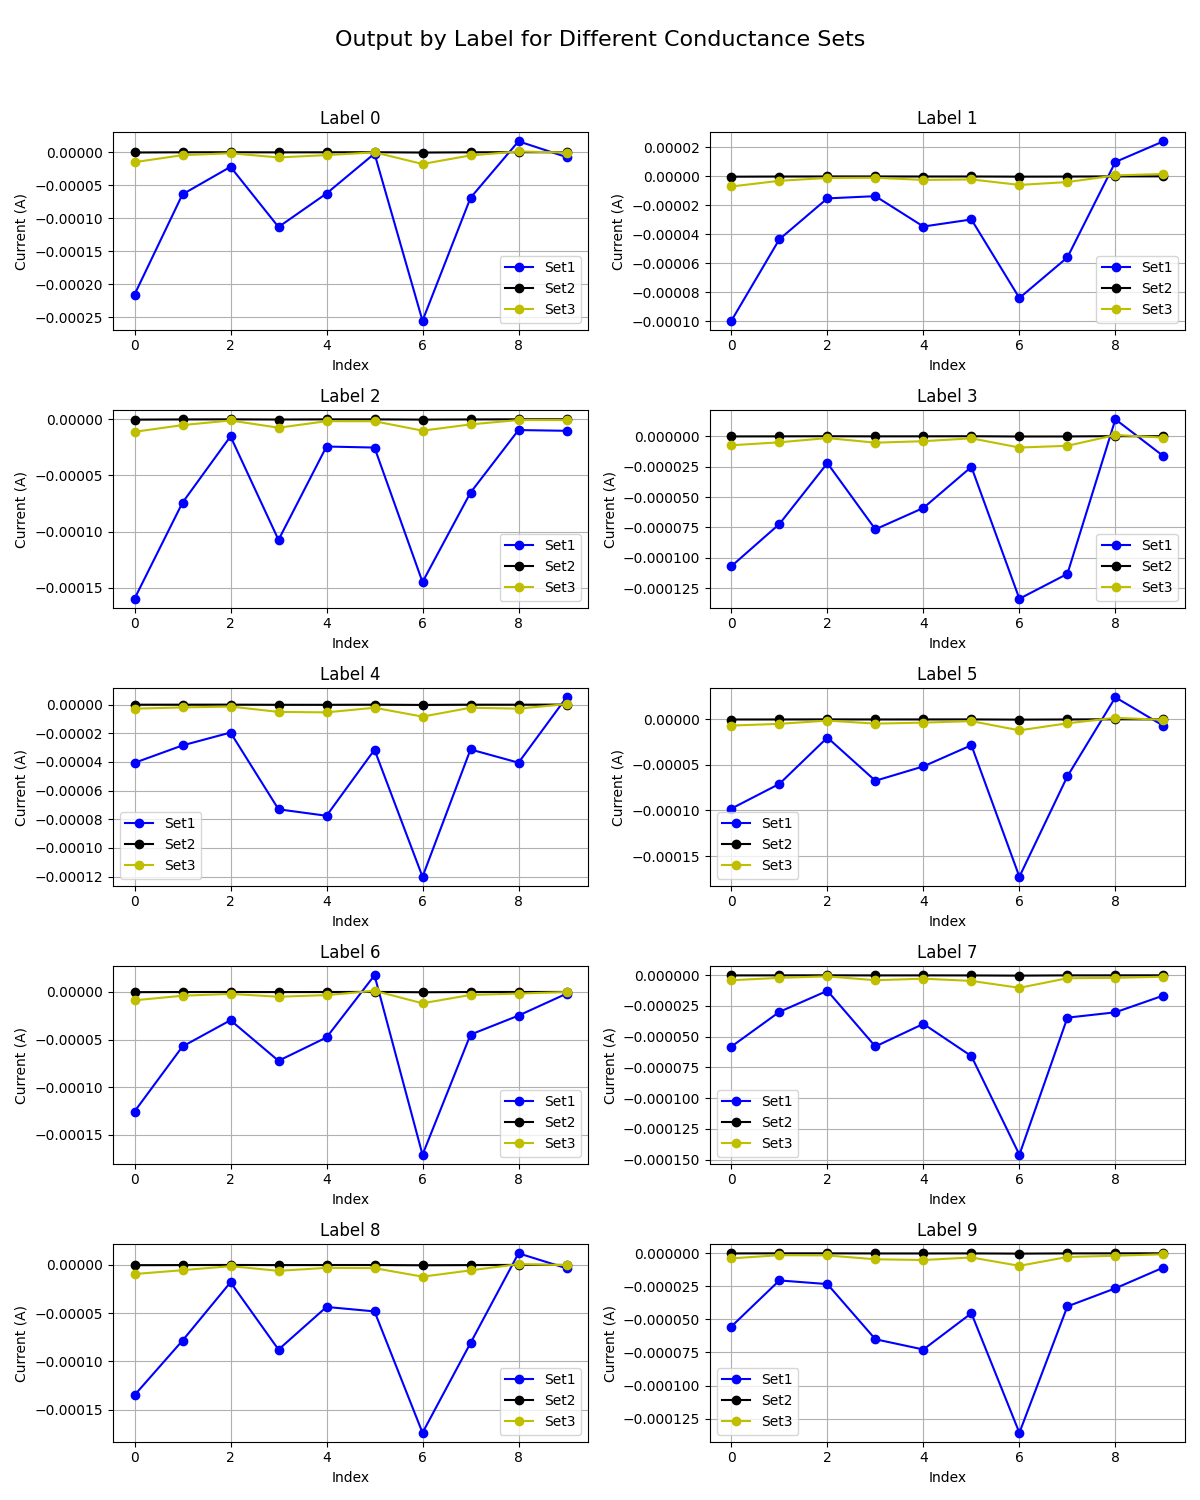 Output by Label for Different Conductance Sets
Label 0
0.00000
−0.00005
−0.00010
−0.00015
−0.00020
−0.00025
Current (A)
0 2 4 6 8
Index
Set1
Set2
Set3
Label 1
0.00002
0.00000
−0.00002
−0.00004
−0.00006
−0.00008
−0.00010
Current (A)
0 2 4 6 8
Index
Set1
Set2
Set3
Label 2
0.00000
−0.00005
−0.00010
−0.00015
Current (A)
0 2 4 6 8
Index
Set1
Set2
Set3
Label 3
0.000000
−0.000025
−0.000050
−0.000075
−0.000100
−0.000125
Current (A)
0 2 4 6 8
Index
Set1
Set2
Set3
Label 4
0.00000
−0.00002
−0.00004
−0.00006
−0.00008
−0.00010
−0.00012
Current (A)
0 2 4 6 8
Index
Set1
Set2
Set3
Label 5
0.00000
−0.00005
−0.00010
−0.00015
Current (A)
0 2 4 6 8
Index
Set1
Set2
Set3
Label 6
0.00000
−0.00005
−0.00010
−0.00015
Current (A)
0 2 4 6 8
Index
Set1
Set2
Set3
Label 7
0.000000
−0.000025
−0.000050
−0.000075
−0.000100
−0.000125
−0.000150
Current (A)
0 2 4 6 8
Index
Set1
Set2
Set3
Label 8
0.00000
−0.00005
−0.00010
−0.00015
Current (A)
0 2 4 6 8
Index
Set1
Set2
Set3
Label 9
0.000000
−0.000025
−0.000050
−0.000075
−0.000100
−0.000125
Current (A)
0 2 4 6 8
Index
Set1
Set2
Set3